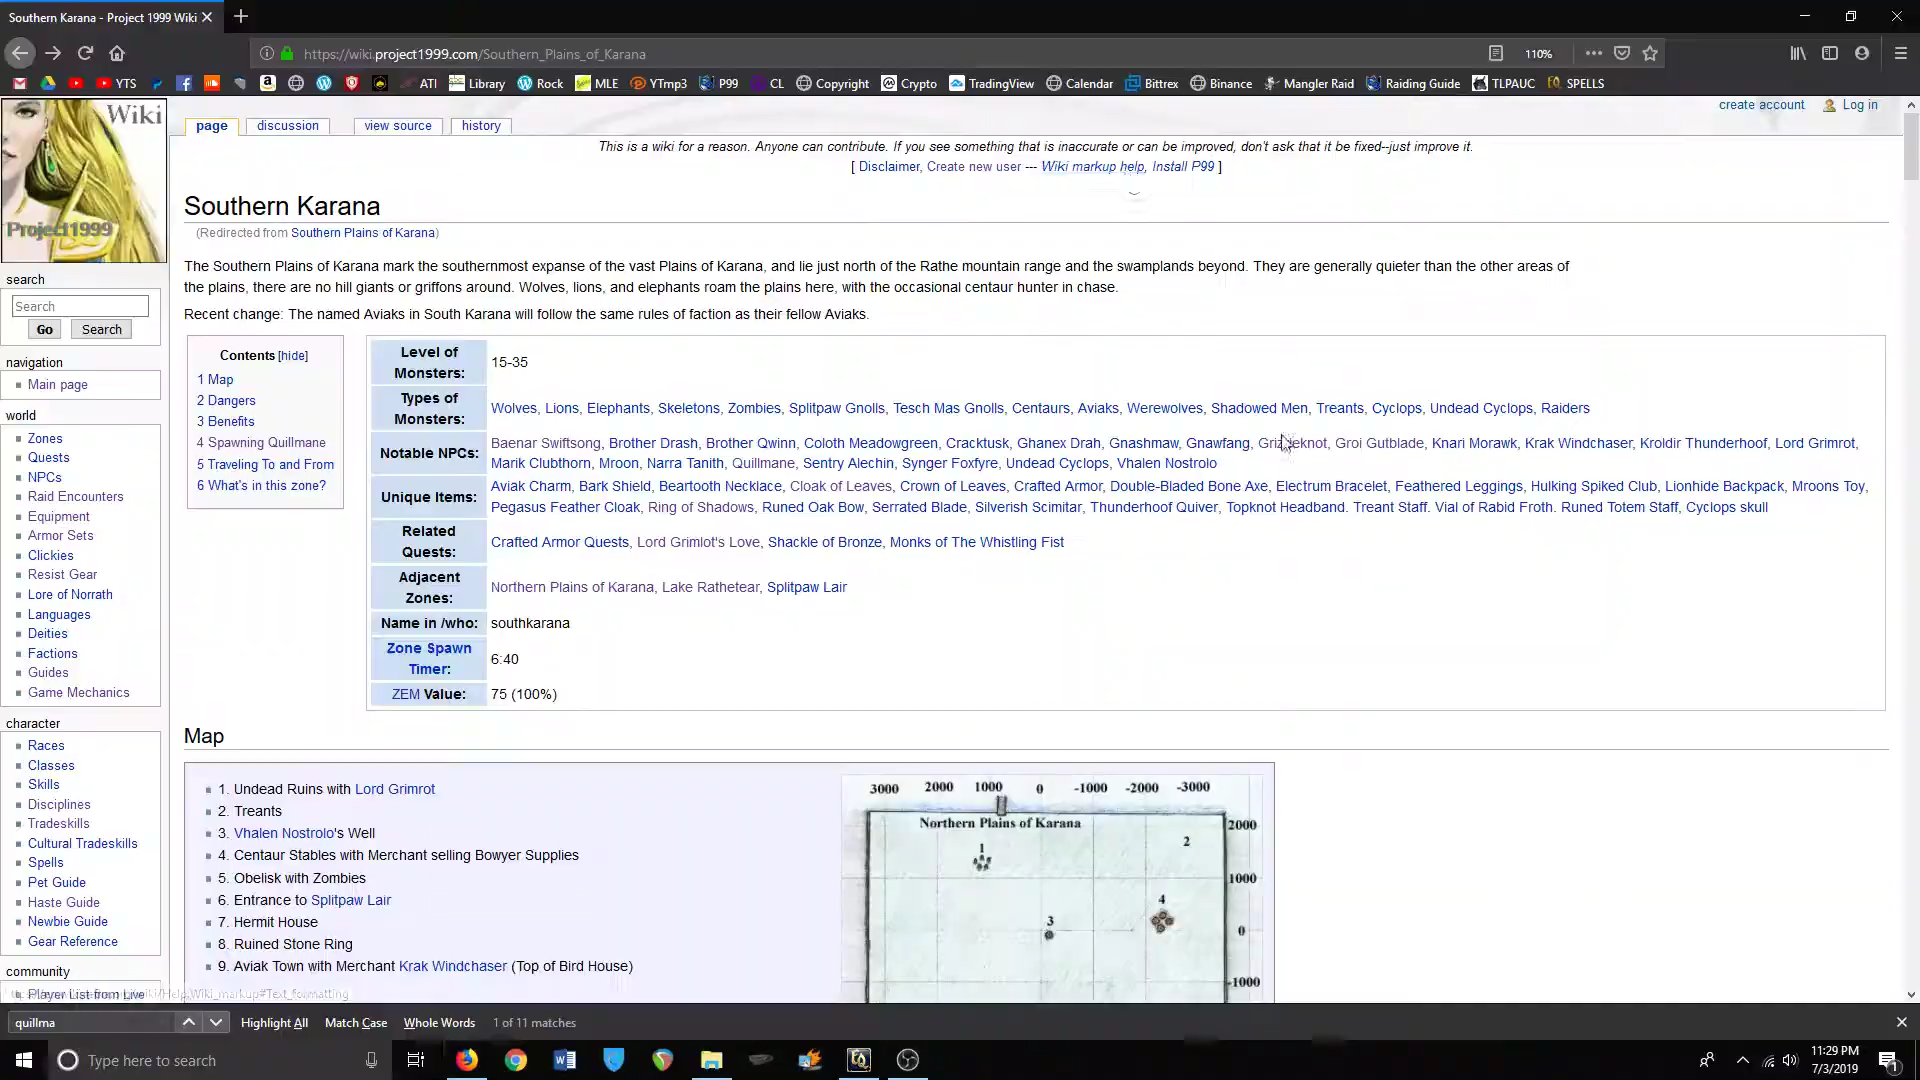 Southern Karana - Project 1999 Wiki
https://wiki.project1999.com/Southern_Plains_of_Karana
110%
YTS
ATI
Library
Rock
MLE
YTmp3
P99
CL
Copyright
Crypto
TradingView
Calendar
Bittrex
Binance
Mangler Raid
Raiding Guide
TLPAUC
SPELLS
Wiki
Project1999
create account
Log in
page
discussion
view source
history
This is a wiki for a reason. Anyone can contribute. If you see something that is inaccurate or can be improved, don't ask that it be fixed--just improve it.
[ Disclaimer, Create new user --- Wiki markup help, Install P99 ]
Southern Karana
(Redirected from Southern Plains of Karana)
The Southern Plains of Karana mark the southernmost expanse of the vast Plains of Karana, and lie just north of the Rathe mountain range and the swamplands beyond. They are generally quieter than the other areas of
the plains, there are no hill giants or griffons around. Wolves, lions, and elephants roam the plains here, with the occasional centaur hunter in chase.
Recent change: The named Aviaks in South Karana will follow the same rules of faction as their fellow Aviaks.
search
Search
Go
Search
navigation
Main page
world
Zones
Quests
NPCs
Raid Encounters
Equipment
Armor Sets
Clickies
Resist Gear
Lore of Norrath
Languages
Deities
Factions
Guides
Game Mechanics
character
Races
Classes
Skills
Disciplines
Tradeskills
Cultural Tradeskills
Spells
Pet Guide
Haste Guide
Newbie Guide
Gear Reference
community
Contents [hide]
1 Map
2 Dangers
3 Benefits
4 Spawning Quillmane
5 Traveling To and From
6 What's in this zone?
Level of
Monsters:
15-35
Types of
Monsters:
Wolves, Lions, Elephants, Skeletons, Zombies, Splitpaw Gnolls, Tesch Mas Gnolls, Centaurs, Aviaks, Werewolves, Shadowed Men, Treants, Cyclops, Undead Cyclops, Raiders
Notable NPCs:
Baenar Swiftsong, Brother Drash, Brother Qwinn, Coloth Meadowgreen, Cracktusk, Ghanex Drah, Gnashmaw, Gnawfang, Groi Gutblade, Knari Morawk, Krak Windchaser, Kroldir Thunderhoof, Lord Grimrot,
Marik Clubthorn, Mroon, Narra Tanith, Quillmane, Sentry Alechin, Synger Foxfyre, Undead Cyclops, Vhalen Nostrolo
Unique Items:
Aviak Charm, Bark Shield, Beartooth Necklace, Cloak of Leaves, Crown of Leaves, Crafted Armor, Double-Bladed Bone Axe, Electrum Bracelet, Feathered Leggings, Hulking Spiked Club, Lionhide Backpack, Mroons Toy,
Pegasus Feather Cloak, Ring of Shadows, Runed Oak Bow, Serrated Blade, Silverish Scimitar, Thunderhoof Quiver, Topknot Headband. Treant Staff. Vial of Rabid Froth. Runed Totem Staff, Cyclops skull
Related
Quests:
Crafted Armor Quests, Lord Grimlot's Love, Shackle of Bronze, Monks of The Whistling Fist
Adjacent
Zones:
Northern Plains of Karana, Lake Rathetear, Splitpaw Lair
Name in /who:
southkarana
Zone Spawn
Timer:
6:40
ZEM Value:
75 (100%)
Map
1. Undead Ruins with Lord Grimrot
2. Treants
3. Vhalen Nostrolo's Well
4. Centaur Stables with Merchant selling Bowyer Supplies
5. Obelisk with Zombies
6. Entrance to Splitpaw Lair
7. Hermit House
8. Ruined Stone Ring
9. Aviak Town with Merchant Krak Windchaser (Top of Bird House)
3000 2000 1000 0 -1000 -2000 -3000
Northern Plains of Karana
2000
2
1
1000
4
3
0
-1000
quillma
Highlight All
Match Case
Whole Words
1 of 11 matches
Type here to search
11:29 PM
7/3/2019
1